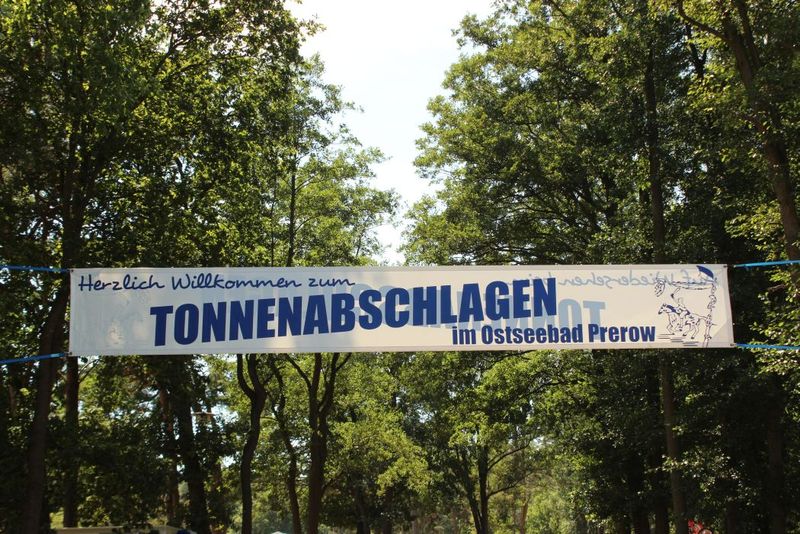 Herzlich Willkommen zum
TONNENABSCHLAGEN
im Ostseebad Prerow